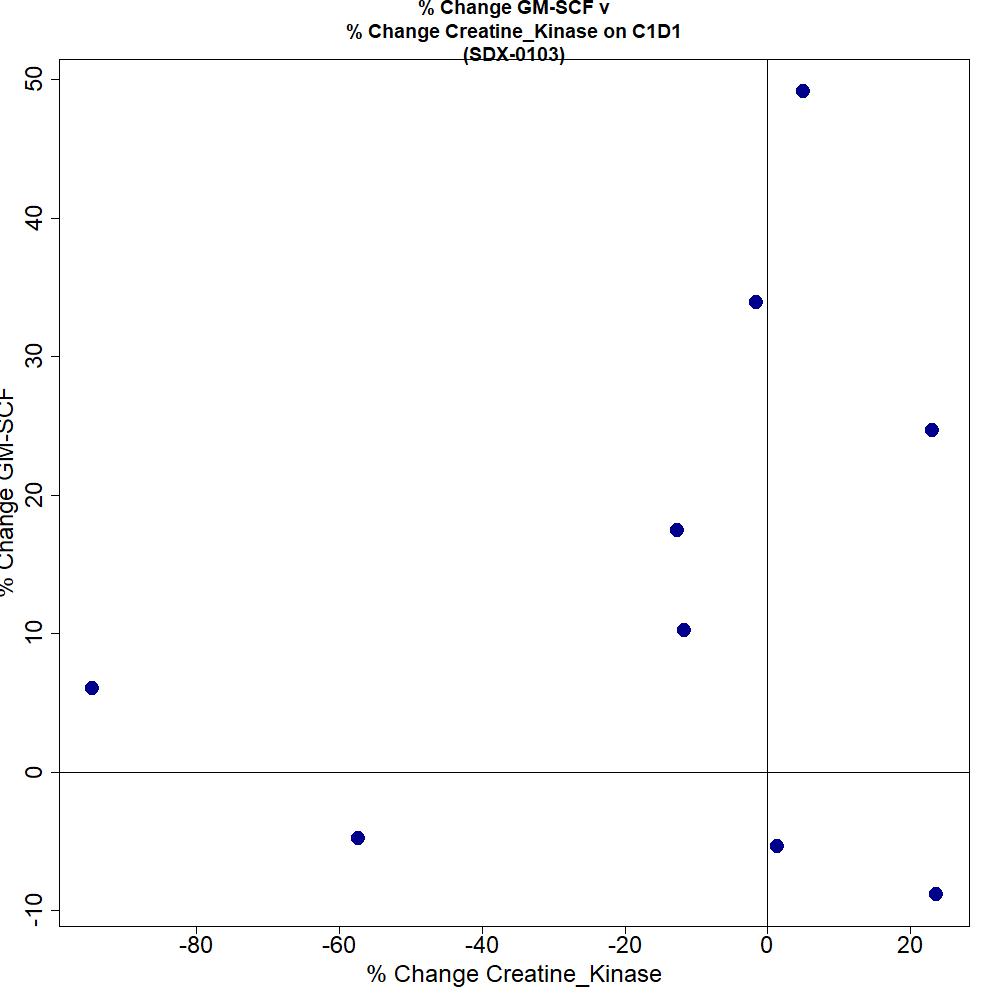 % Change GM-SCF v
% Change Creatine_Kinase on C1D1
(SDX-0103)
% Change GM-SCF
50
40
30
20
10
0
-10
-80
-60
-40
-20
0
20
% Change Creatine_Kinase